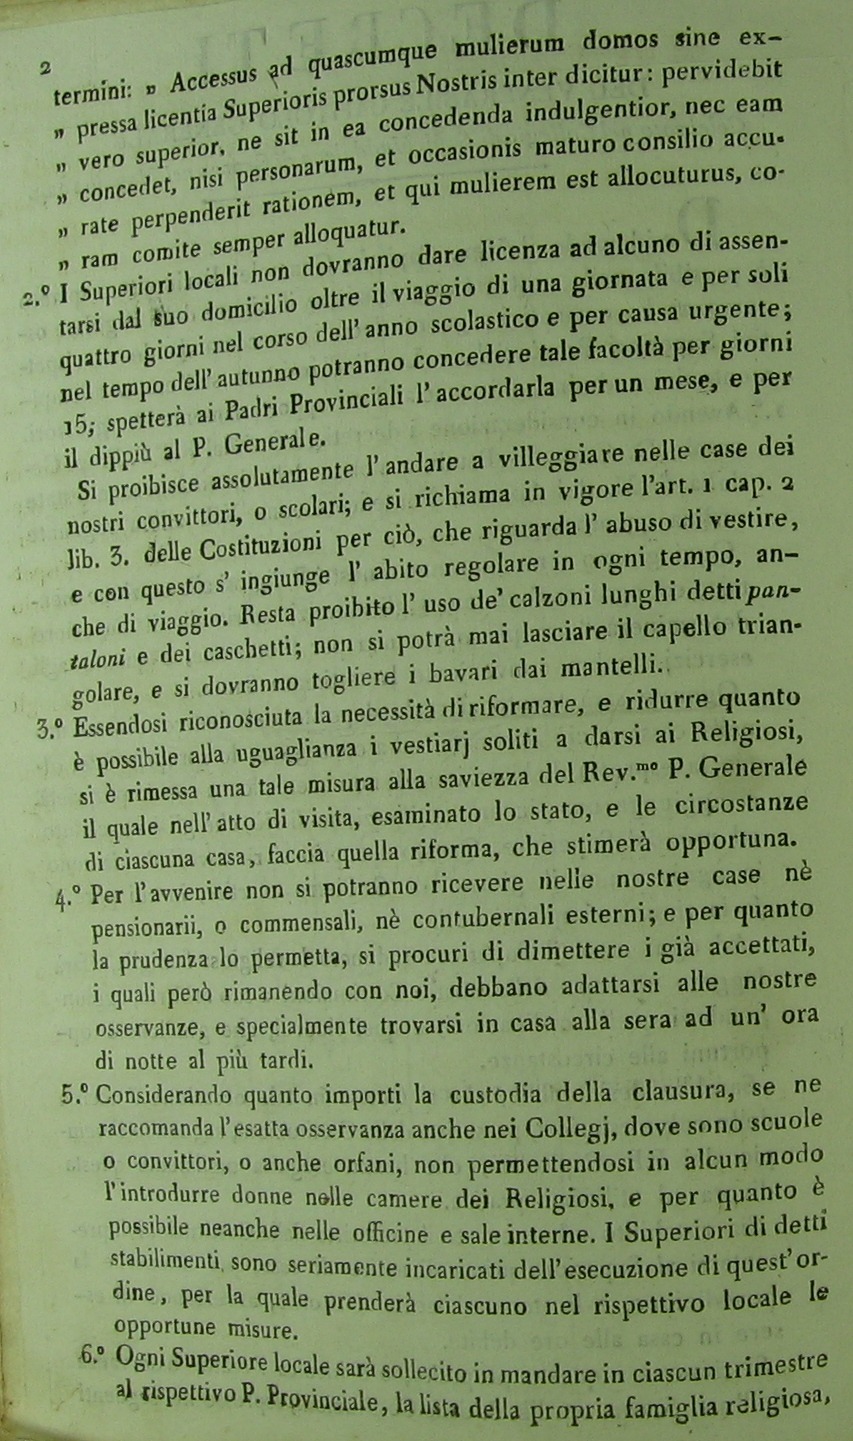 2
termini: „ Accessus ad quascumque mulierum domos sine ex-
„ pressa licentia Superioris prorsus Nostris inter dicitur: pervidebit
„ vero superior, ne sit in ea concedenda indulgentior, nec eam
„ concedet, nisi personarum, et occasionis maturo consilio accu-
„ rate perpenderit rationem, et qui mulierem est allocuturus, co-
„ ram comite semper alloquatur.
2.° I Superiori locali non dovranno dare licenza ad alcuno di assen-
tarsi dal suo domicilio oltre il viaggio di una giornata e per soli
quattro giorni nel corso dell' anno scolastico e per causa urgente;
nel tempo dell' autunno potranno concedere tale facoltà per giorni
15; spetterà ai Padri Provinciali l' accordarla per un mese, e per
il dippiù al P. Generale.
Si proibisce assolutamente l' andare a villeggiare nelle case dei
nostri convittori, o scolari; e si richiama in vigore l'art. 1 cap. 2
lib. 3. delle Costituzioni per ciò, che riguarda l' abuso di vestire,
e con questo s' ingiunge l' abito regolare in ogni tempo, an-
che di viaggio. Resta proibito l' uso de' calzoni lunghi detti pan-
taloni e dei caschetti; non si potrà mai lasciare il capello trian-
golare, e si dovranno togliere i bavari dai mantelli.
3.° Essendosi riconosciuta la necessità di riformare, e ridurre quanto
è possibile alla uguaglianza i vestiarj soliti a darsi ai Religiosi,
si è rimessa una tale misura alla saviezza del Rev.mo P. Generale
il quale nell' atto di visita, esaminato lo stato, e le circostanze
di ciascuna casa, faccia quella riforma, che stimerà opportuna.
4.° Per l'avvenire non si potranno ricevere nelle nostre case nè
pensionarii, o commensali, nè contubernali esterni; e per quanto
la prudenza lo permetta, si procuri di dimettere i già accettati,
i quali però rimanendo con noi, debbano adattarsi alle nostre
osservanze, e specialmente trovarsi in casa alla sera ad un' ora
di notte al più tardi.
5.° Considerando quanto importi la custodia della clausura, se ne
raccomanda l'esatta osservanza anche nei Collegj, dove sono scuole
o convittori, o anche orfani, non permettendosi in alcun modo
l'introdurre donne nelle camere dei Religiosi, e per quanto è
possibile neanche nelle officine e sale interne. I Superiori di detti
stabilimenti sono seriamente incaricati dell'esecuzione di quest' or-
dine, per la quale prenderà ciascuno nel rispettivo locale le
opportune misure.
6.° Ogni Superiore locale sarà sollecito in mandare in ciascun trimestre
al rispettivo P. Provinciale, la lista della propria famiglia religiosa,